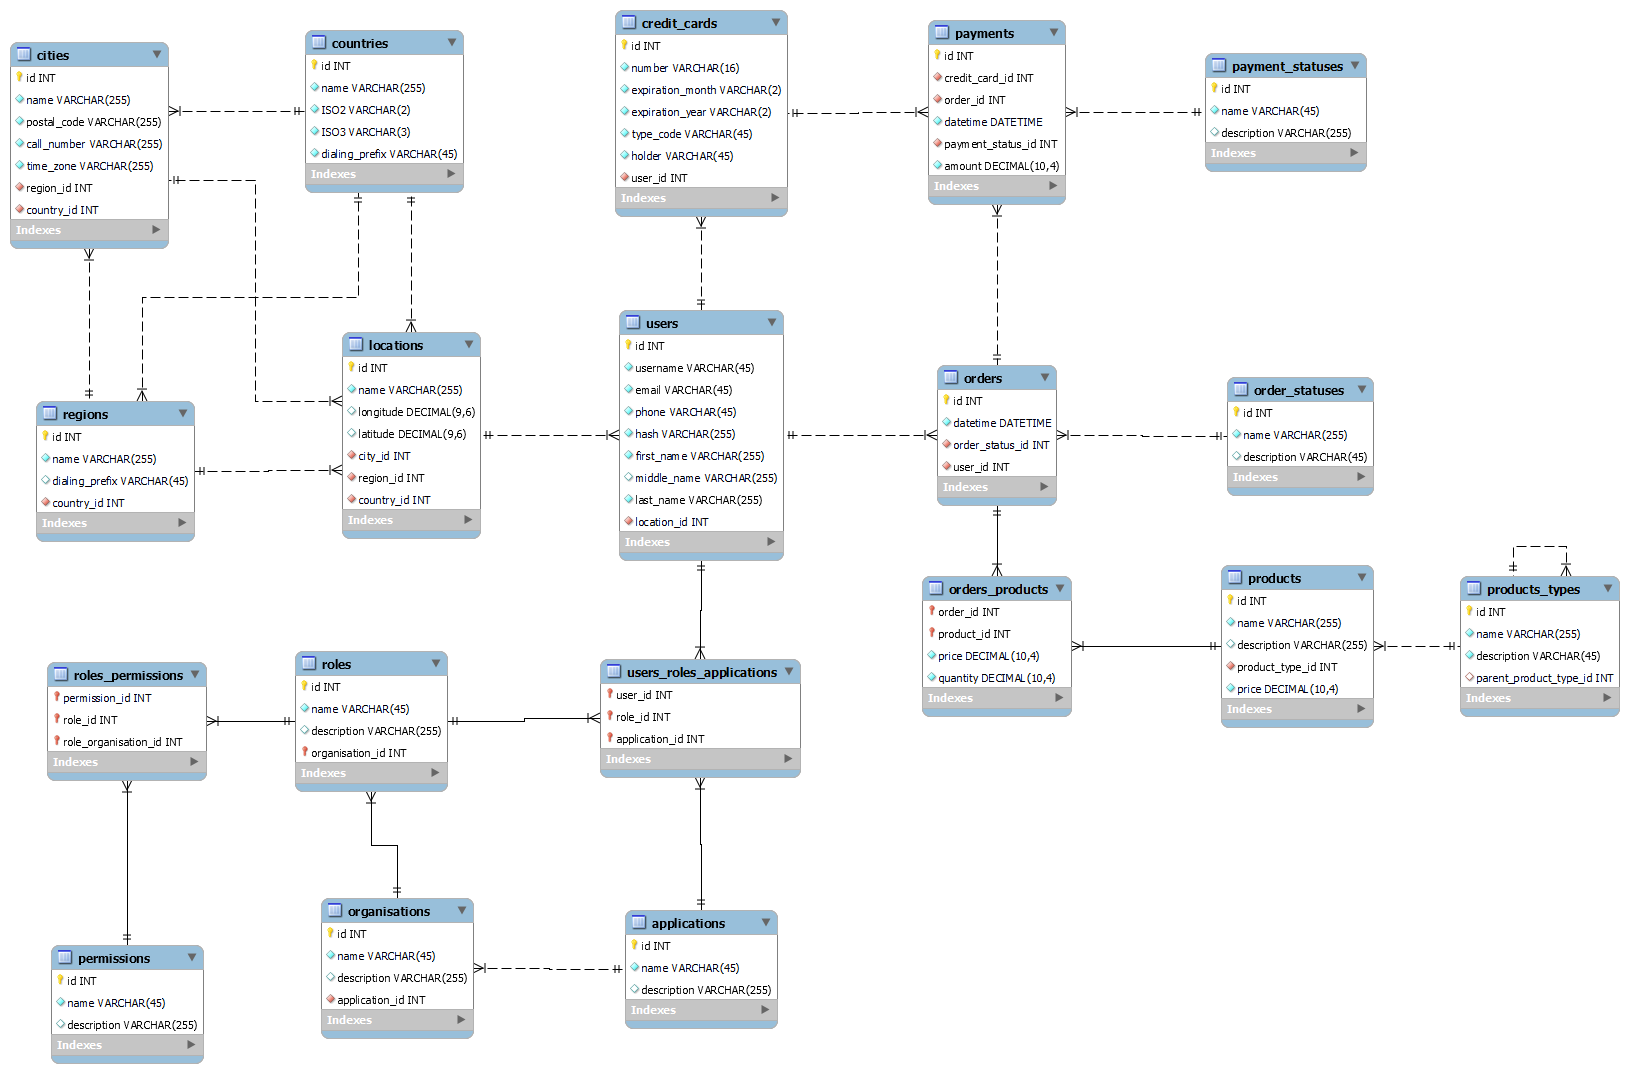 cities
id INT
name VARCHAR(255)
postal_code VARCHAR(255)
call_number VARCHAR(255)
time_zone VARCHAR(255)
region_id INT
country_id INT
Indexes
countries
id INT
name VARCHAR(255)
ISO2 VARCHAR(2)
ISO3 VARCHAR(3)
dialing_prefix VARCHAR(45)
Indexes
credit_cards
id INT
number VARCHAR(16)
expiration_month VARCHAR(2)
expiration_year VARCHAR(2)
type_code VARCHAR(45)
holder VARCHAR(45)
user_id INT
Indexes
payments
id INT
credit_card_id INT
order_id INT
datetime DATETIME
payment_status_id INT
amount DECIMAL(10,4)
Indexes
payment_statuses
id INT
name VARCHAR(45)
description VARCHAR(255)
Indexes
regions
id INT
name VARCHAR(255)
dialing_prefix VARCHAR(45)
country_id INT
Indexes
locations
id INT
name VARCHAR(255)
longitude DECIMAL(9,6)
latitude DECIMAL(9,6)
city_id INT
region_id INT
country_id INT
Indexes
users
id INT
username VARCHAR(45)
email VARCHAR(45)
phone VARCHAR(45)
hash VARCHAR(255)
first_name VARCHAR(255)
middle_name VARCHAR(255)
last_name VARCHAR(255)
location_id INT
Indexes
orders
id INT
datetime DATETIME
order_status_id INT
user_id INT
Indexes
order_statuses
id INT
name VARCHAR(255)
description VARCHAR(45)
Indexes
orders_products
order_id INT
product_id INT
price DECIMAL(10,4)
quantity DECIMAL(10,4)
Indexes
products
id INT
name VARCHAR(255)
description VARCHAR(255)
product_type_id INT
price DECIMAL(10,4)
Indexes
products_types
id INT
name VARCHAR(255)
description VARCHAR(45)
parent_product_type_id INT
Indexes
roles_permissions
permission_id INT
role_id INT
role_organisation_id INT
Indexes
roles
id INT
name VARCHAR(45)
description VARCHAR(255)
organisation_id INT
Indexes
users_roles_applications
user_id INT
role_id INT
application_id INT
Indexes
permissions
id INT
name VARCHAR(45)
description VARCHAR(255)
Indexes
organisations
id INT
name VARCHAR(45)
description VARCHAR(255)
application_id INT
Indexes
applications
id INT
name VARCHAR(45)
description VARCHAR(255)
Indexes